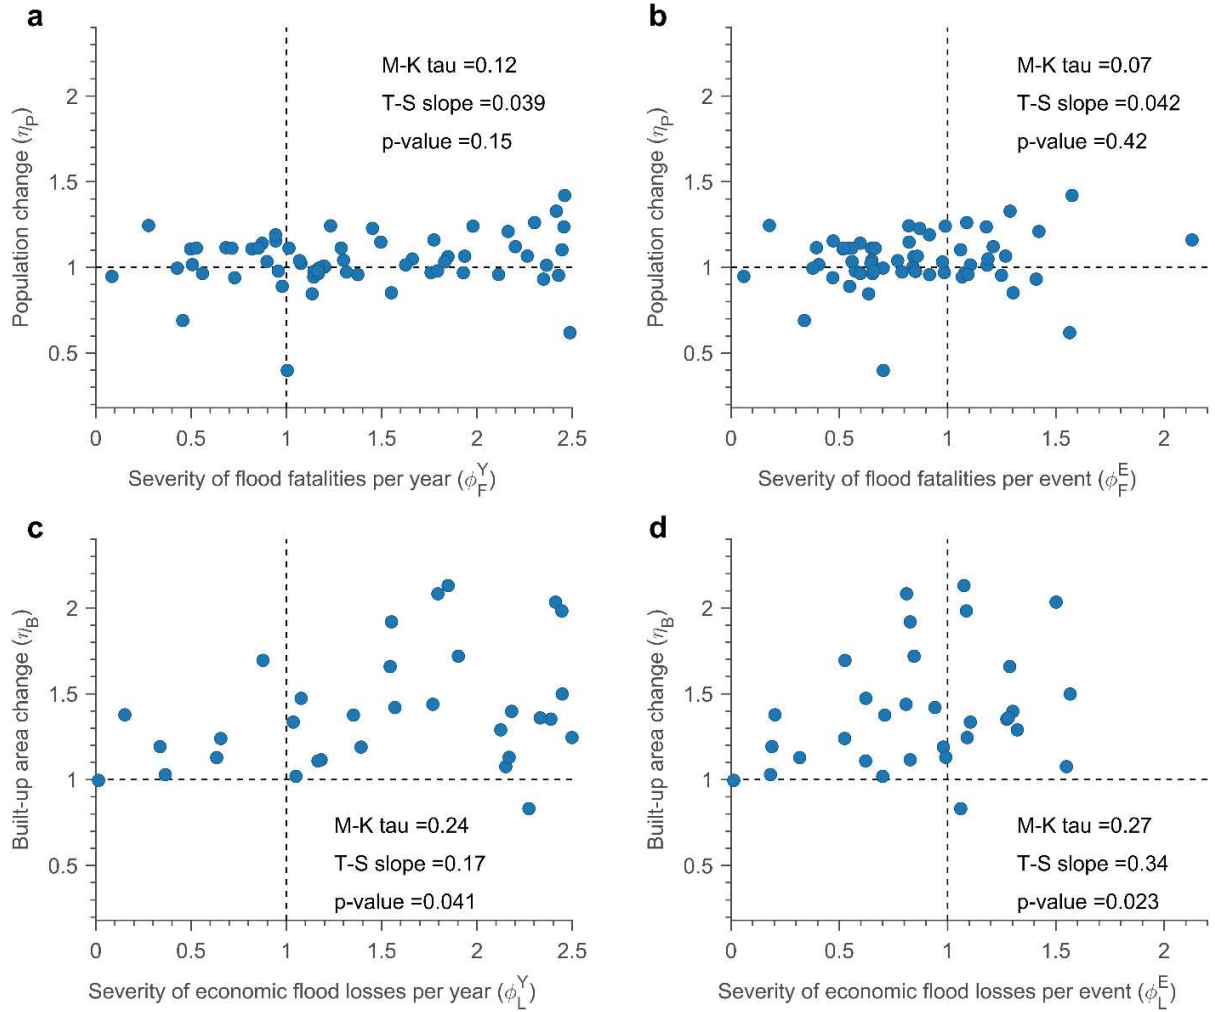 a
M-K tau =0.12
T-S slope =0.039
p-value =0.15
Population change (ηP)
2
1.5
1
0.5
0 0.5 1 1.5 2 2.5
Severity of flood fatalities per year (ϕFY)
b
M-K tau =0.07
T-S slope =0.042
p-value =0.42
Population change (ηP)
2
1.5
1
0.5
0 0.5 1 1.5 2
Severity of flood fatalities per event (ϕFE)
c
M-K tau =0.24
T-S slope =0.17
p-value =0.041
Built-up area change (ηB)
2
1.5
1
0.5
0 0.5 1 1.5 2 2.5
Severity of economic flood losses per year (ϕLY)
d
M-K tau =0.27
T-S slope =0.34
p-value =0.023
Built-up area change (ηB)
2
1.5
1
0.5
0 0.5 1 1.5 2
Severity of economic flood losses per event (ϕLE)